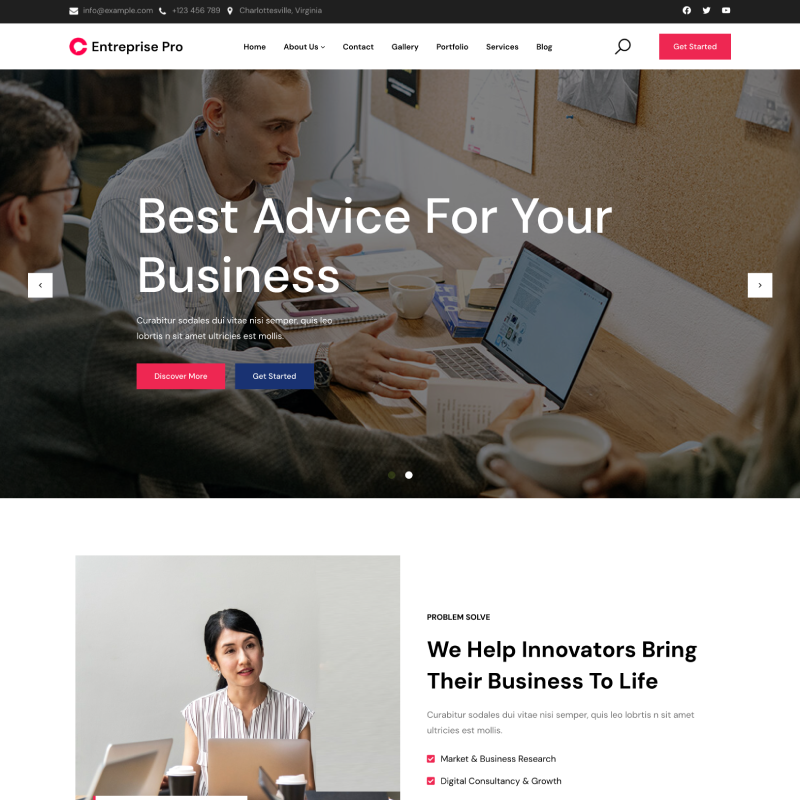 info@example.com +123 456 789 Charlottesville, Virginia
Entreprise Pro Home About Us Contact Gallery Portfolio Services Blog Get Started
Best Advice For Your
Business
Curabitur sodales dui vitae nisi semper, quis leo
lobrtis n sit amet ultricies est mollis.
Discover More Get Started
PROBLEM SOLVE
We Help Innovators Bring
Their Business To Life
Curabitur sodales dui vitae nisi semper, quis leo lobrtis n sit amet
ultricies est mollis.
Market & Business Research
Digital Consultancy & Growth